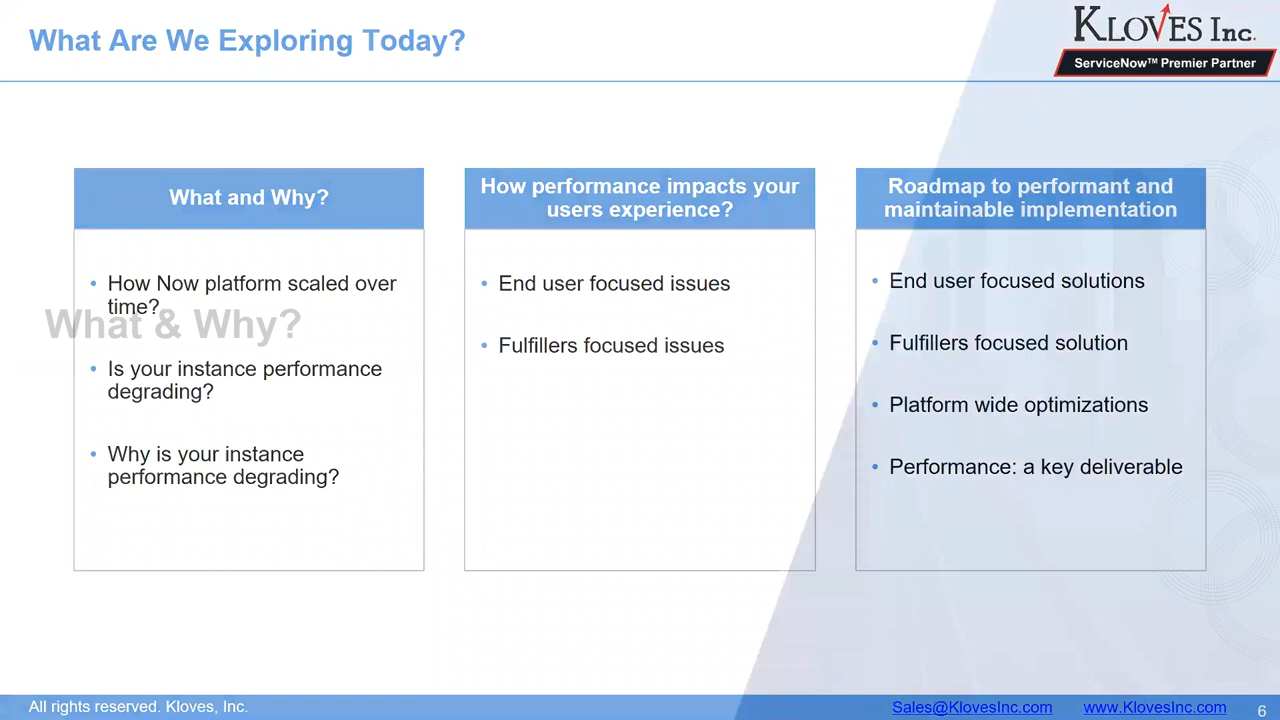 What Are We Exploring Today?
KLOVES INC.
ServiceNow™ Premier Partner
What and Why?
• How Now platform scaled over
time?
What & Why?
• Is your instance performance
degrading?
• Why is your instance
performance degrading?
How performance impacts your
users experience?
• End user focused issues
• Fulfillers focused issues
Roadmap to performant and
maintainable implementation
• End user focused solutions
• Fulfillers focused solution
• Platform wide optimizations
• Performance: a key deliverable
All rights reserved. Kloves, Inc.
Sales@KlovesInc.com
www.KlovesInc.com
6